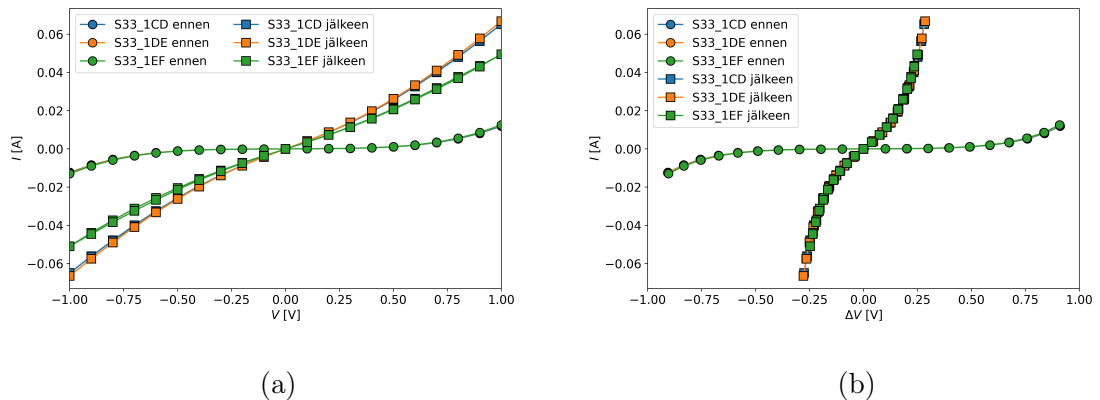 S33_1CD ennen
S33_1DE ennen
S33_1EF ennen
S33_1CD jälkeen
S33_1DE jälkeen
S33_1EF jälkeen
I [A]
0.06
0.04
0.02
0.00
−0.02
−0.04
−0.06
−1.00 −0.75 −0.50 −0.25 0.00 0.25 0.50 0.75 1.00
V [V]
(a)
S33_1CD ennen
S33_1DE ennen
S33_1EF ennen
S33_1CD jälkeen
S33_1DE jälkeen
S33_1EF jälkeen
I [A]
0.06
0.04
0.02
0.00
−0.02
−0.04
−0.06
−1.00 −0.75 −0.50 −0.25 0.00 0.25 0.50 0.75 1.00
ΔV [V]
(b)